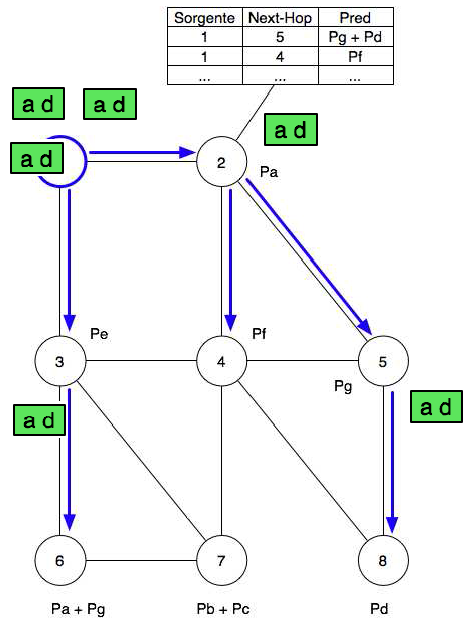 Sorgente Next-Hop Pred
1 5 Pg + Pd
1 4 Pf
... ... ...
a d a d
a d
a d
2
Pa
Pe
Pf
3
4
5
Pg
a d
a d
6
7
8
Pa + Pg
Pb + Pc
Pd